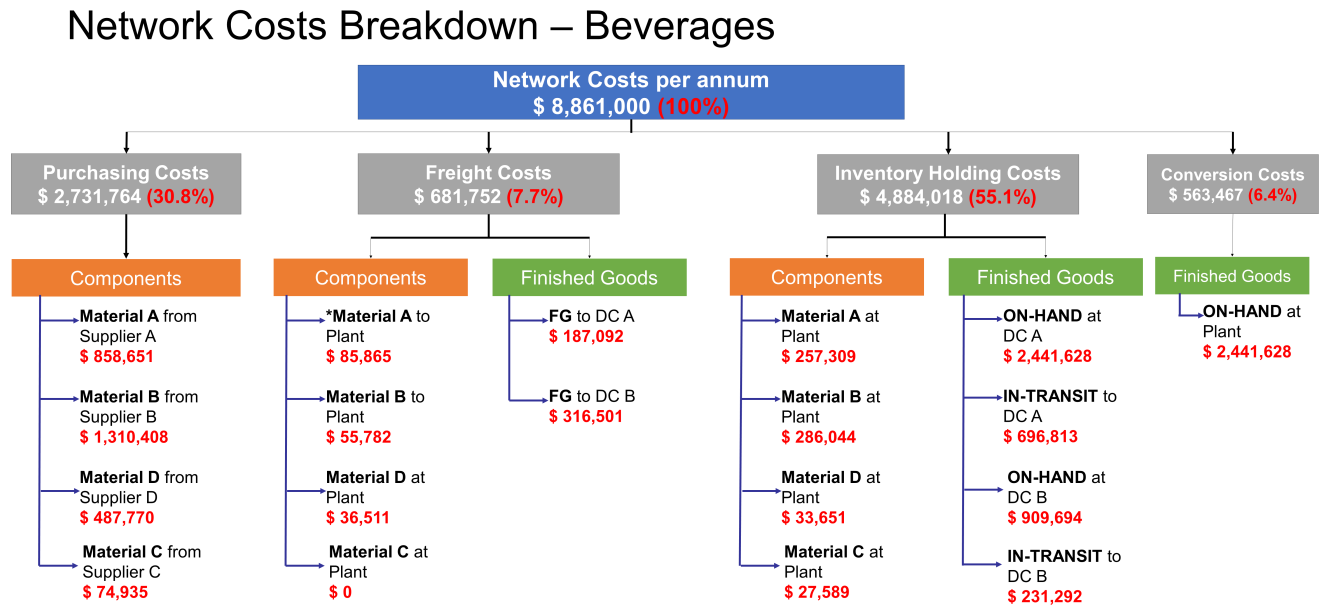 Network Costs Breakdown – Beverages
Network Costs per annum
$ 8,861,000 (100%)
Purchasing Costs
$ 2,731,764 (30.8%)
Freight Costs
$ 681,752 (7.7%)
Inventory Holding Costs
$ 4,884,018 (55.1%)
Conversion Costs
$ 563,467 (6.4%)
Components
Material A from
Supplier A
$ 858,651
Material B from
Supplier B
$ 1,310,408
Material D from
Supplier D
$ 487,770
Material C from
Supplier C
$ 74,935
Components
*Material A to
Plant
$ 85,865
Material B to
Plant
$ 55,782
Material D at
Plant
$ 36,511
Material C at
Plant
$ 0
Finished Goods
FG to DC A
$ 187,092
FG to DC B
$ 316,501
Components
Material A at
Plant
$ 257,309
Material B at
Plant
$ 286,044
Material D at
Plant
$ 33,651
Material C at
Plant
$ 27,589
Finished Goods
ON-HAND at
DC A
$ 2,441,628
IN-TRANSIT to
DC A
$ 696,813
ON-HAND at
DC B
$ 909,694
IN-TRANSIT to
DC B
$ 231,292
Finished Goods
ON-HAND at
Plant
$ 2,441,628